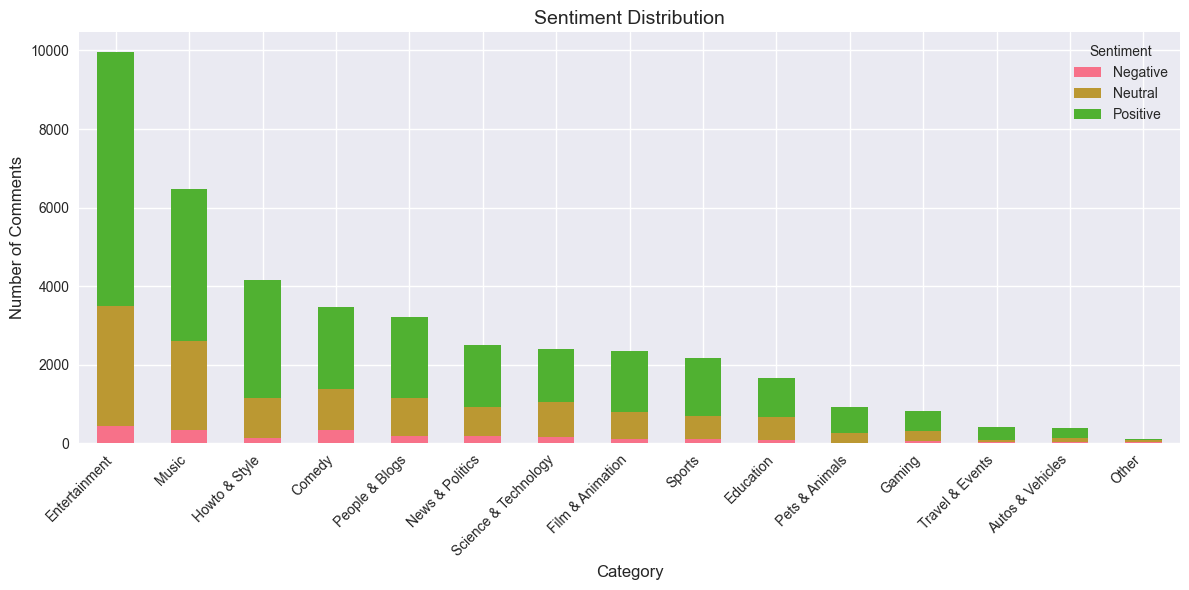 Sentiment Distribution
Sentiment
Negative
Neutral
Positive
Number of Comments
10000
8000
6000
4000
2000
0
Entertainment
Music
Howto & Style
Comedy
People & Blogs
News & Politics
Science & Technology
Film & Animation
Sports
Education
Pets & Animals
Gaming
Travel & Events
Autos & Vehicles
Other
Category